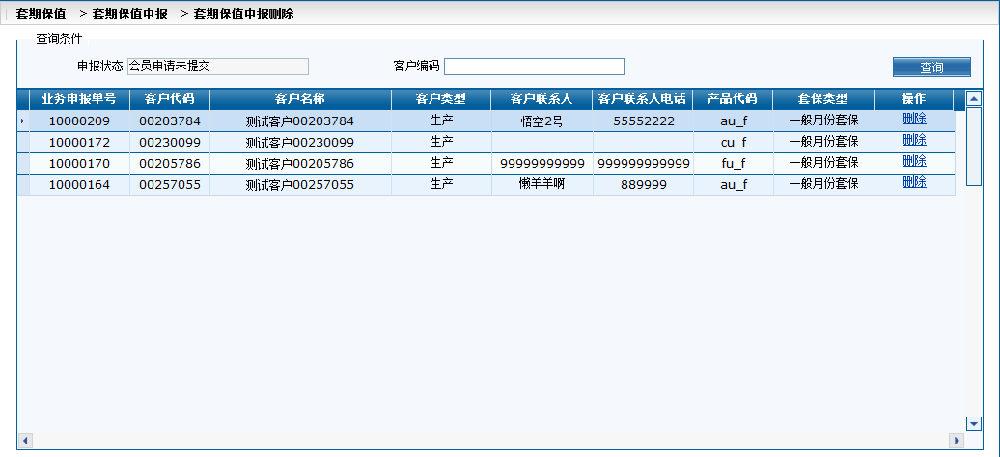 套期保值 -> 套期保值申报 -> 套期保值申报删除
查询条件
申报状态 会员申请未提交 客户编码 查询
业务申报单号 客户代码 客户名称 客户类型 客户联系人 客户联系人电话 产品代码 套保类型 操作
10000209 00203784 测试客户00203784 生产 悟空2号 55552222 au_f 一般月份套保 删除
10000172 00230099 测试客户00230099 生产 cu_f 一般月份套保 删除
10000170 00205786 测试客户00205786 生产 99999999999 999999999999 fu_f 一般月份套保 删除
10000164 00257055 测试客户00257055 生产 懒羊羊啊 889999 au_f 一般月份套保 删除